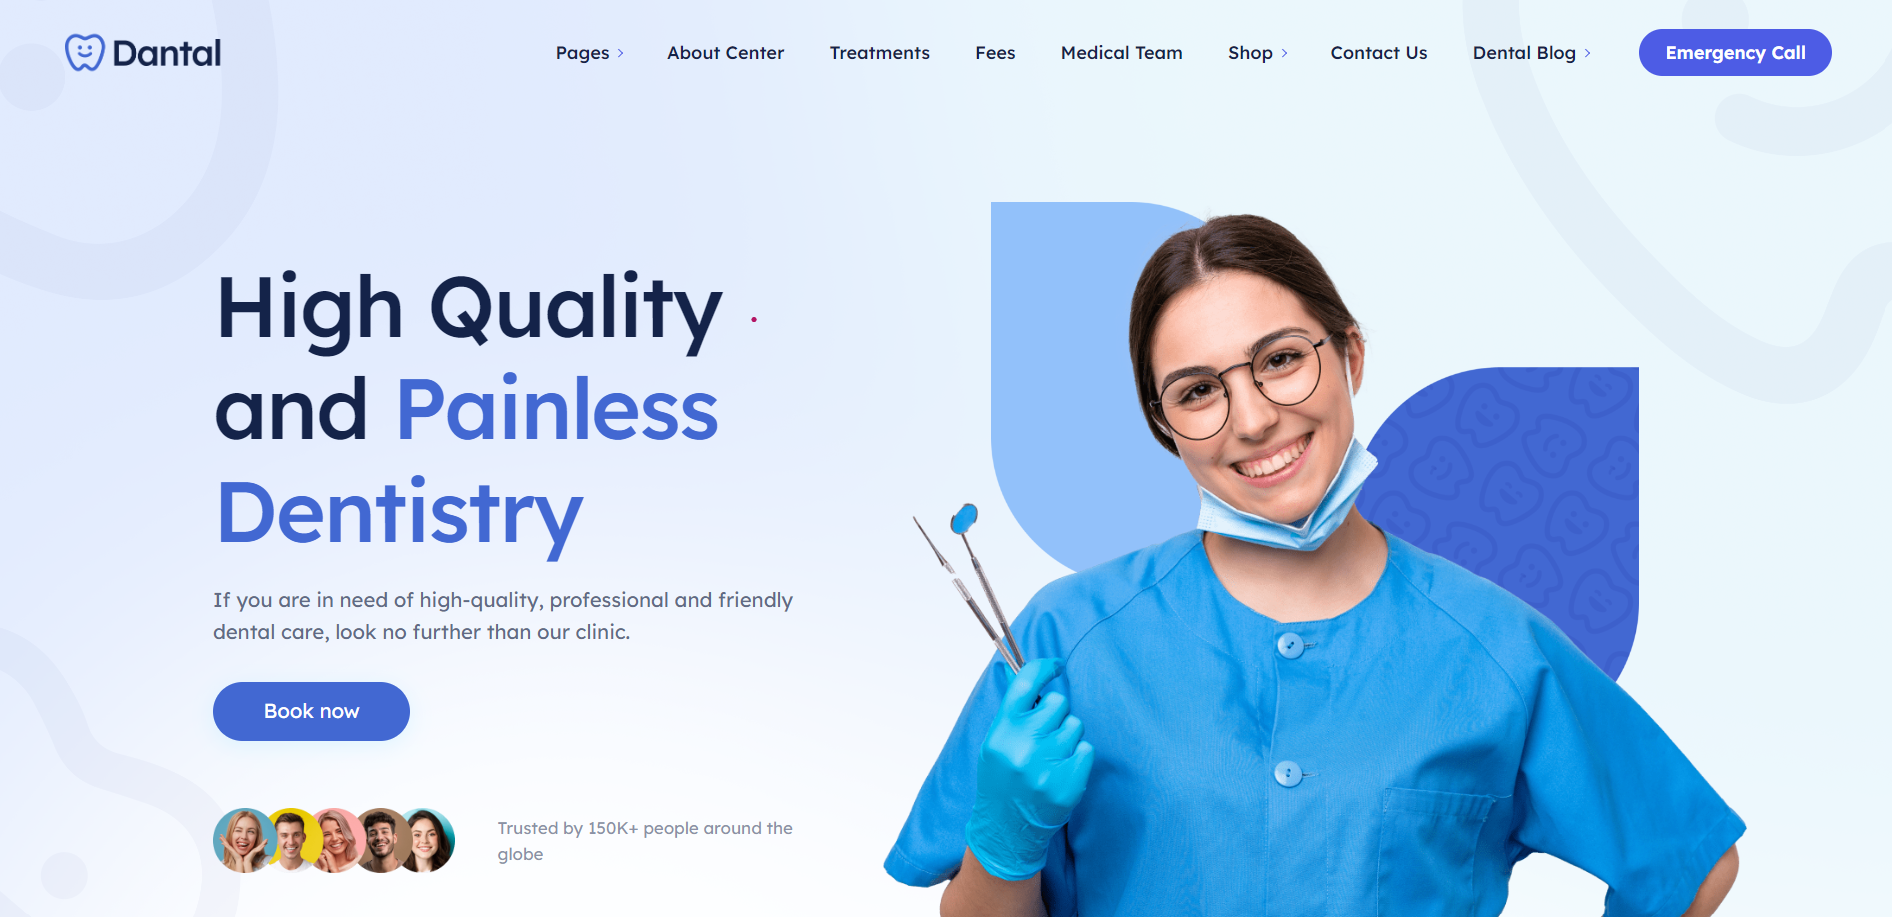 Dantal
Pages
About Center
Treatments
Fees
Medical Team
Shop
Contact Us
Dental Blog
Emergency Call
High Quality
and Painless
Dentistry
If you are in need of high-quality, professional and friendly
dental care, look no further than our clinic.
Book now
Trusted by 150K+ people around the
globe